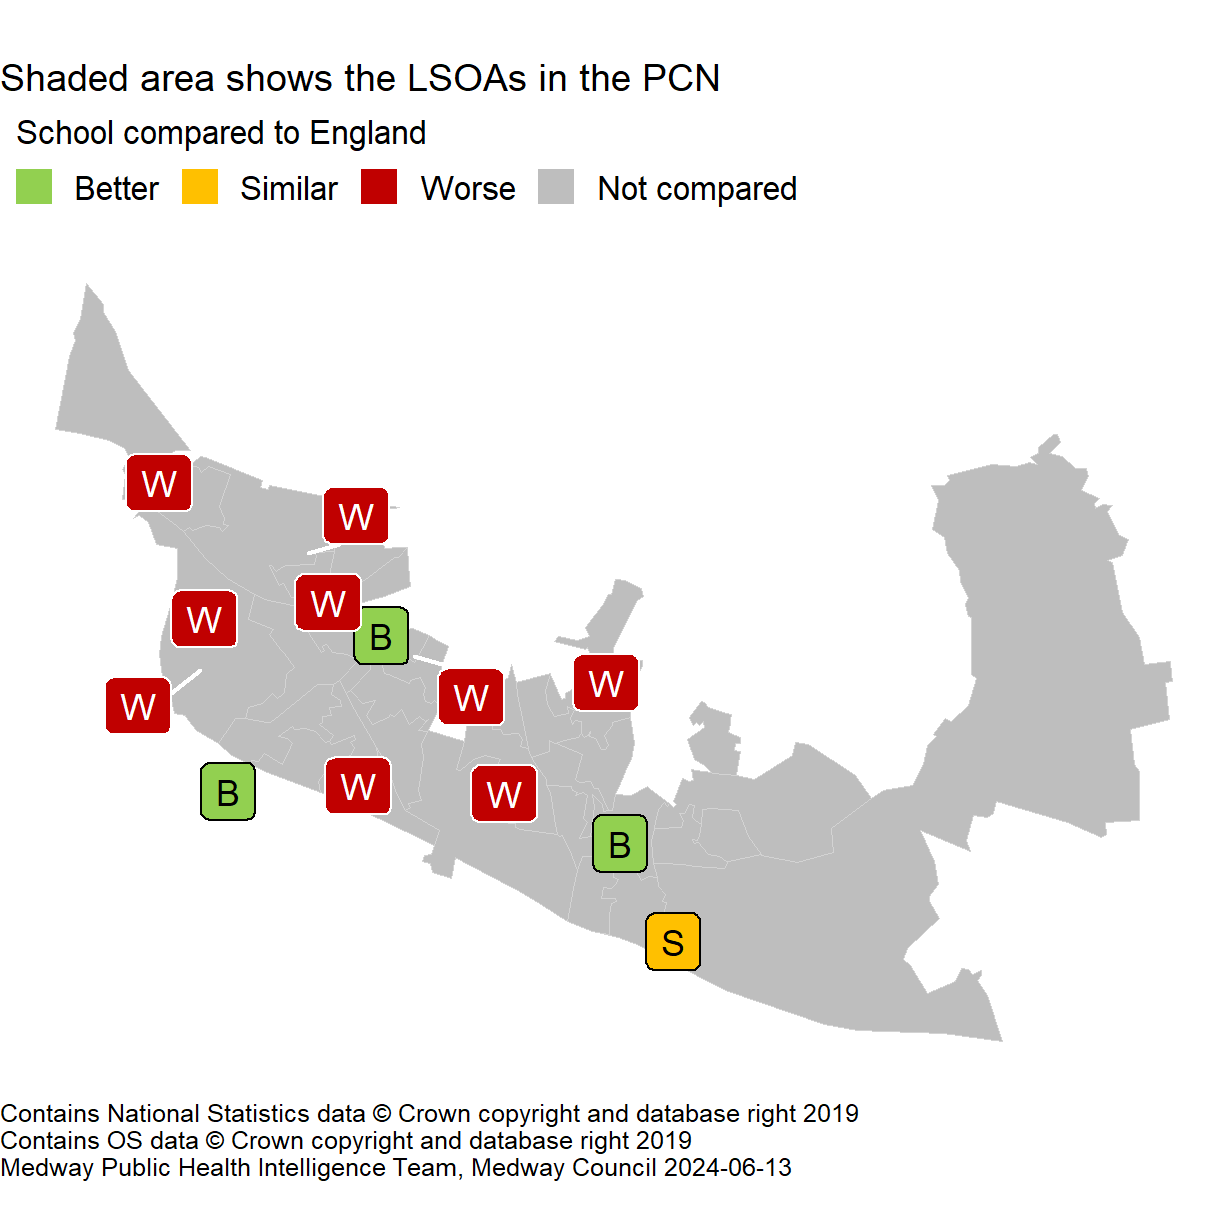 Shaded area shows the LSOAs in the PCN
School compared to England
Better Similar Worse Not compared
W
W
W
W
B
W
W
W
B
W
W
B
S
Contains National Statistics data © Crown copyright and database right 2019
Contains OS data © Crown copyright and database right 2019
Medway Public Health Intelligence Team, Medway Council 2024-06-13